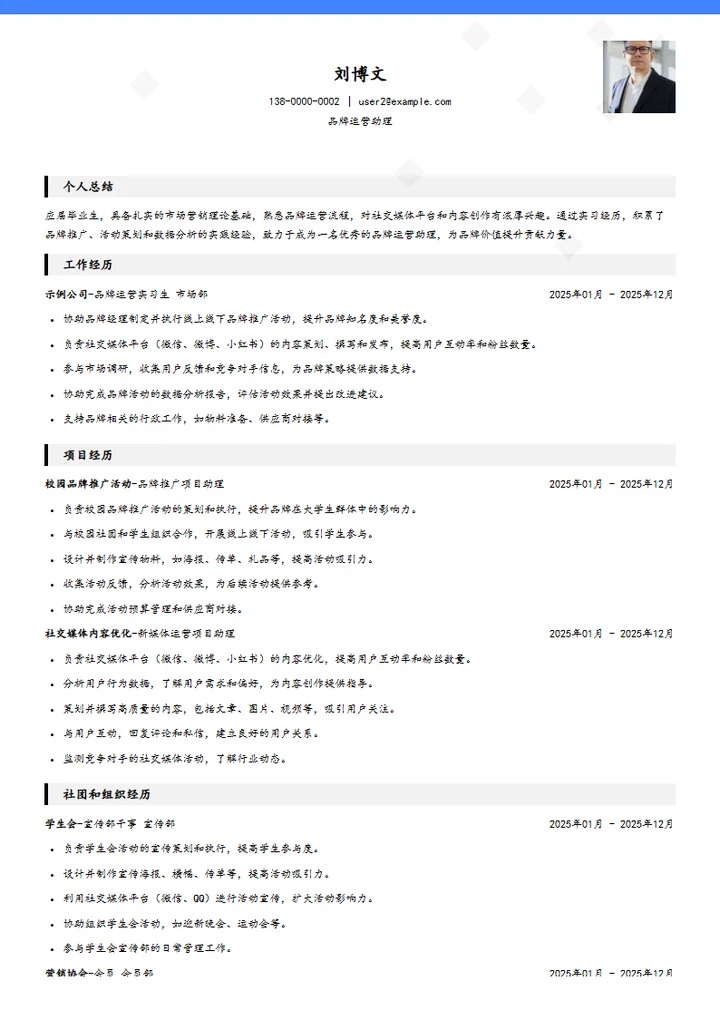 刘博文
138-0000-0002 | user2@example.com
品牌运营助理
个人总结
应届毕业生，具备扎实的市场营销理论基础，熟悉品牌运营流程，对社交媒体平台和内容创作有浓厚兴趣。通过实习经历，积累了
品牌推广、活动策划和数据分析的实践经验，致力于成为一名优秀的品牌运营助理，为品牌价值提升贡献力量。
工作经历
示例公司-品牌运营实习生 市场部 2025年01月 - 2025年12月
• 协助品牌经理制定并执行线上线下品牌推广活动，提升品牌知名度和美誉度。
• 负责社交媒体平台（微信、微博、小红书）的内容策划、撰写和发布，提高用户互动率和粉丝数量。
• 参与市场调研，收集用户反馈和竞争对手信息，为品牌策略提供数据支持。
• 协助完成品牌活动的数据分析报告，评估活动效果并提出改进建议。
• 支持品牌相关的行政工作，如物料准备、供应商对接等。
项目经历
校园品牌推广活动-品牌推广项目助理 2025年01月 - 2025年12月
• 负责校园品牌推广活动的策划和执行，提升品牌在大学生群体中的影响力。
• 与校园社团和学生组织合作，开展线上线下活动，吸引学生参与。
• 设计并制作宣传物料，如海报、传单、礼品等，提高活动吸引力。
• 收集活动反馈，分析活动效果，为后续活动提供参考。
• 协助完成活动预算管理和供应商对接。
社交媒体内容优化-新媒体运营项目助理 2025年01月 - 2025年12月
• 负责社交媒体平台（微信、微博、小红书）的内容优化，提高用户互动率和粉丝数量。
• 分析用户行为数据，了解用户需求和偏好，为内容创作提供指导。
• 策划并撰写高质量的内容，包括文章、图片、视频等，吸引用户关注。
• 与用户互动，回复评论和私信，建立良好的用户关系。
• 监测竞争对手的社交媒体活动，了解行业动态。
社团和组织经历
学生会-宣传部干事 宣传部 2025年01月 - 2025年12月
• 负责学生会活动的宣传策划和执行，提高学生参与度。
• 设计并制作宣传海报、横幅、传单等，提高活动吸引力。
• 利用社交媒体平台（微信、QQ）进行活动宣传，扩大活动影响力。
• 协助组织学生会活动，如迎新晚会、运动会等。
• 参与学生会宣传部的日常管理工作。
营销协会-会员 会员部 2025年01月 - 2025年12月